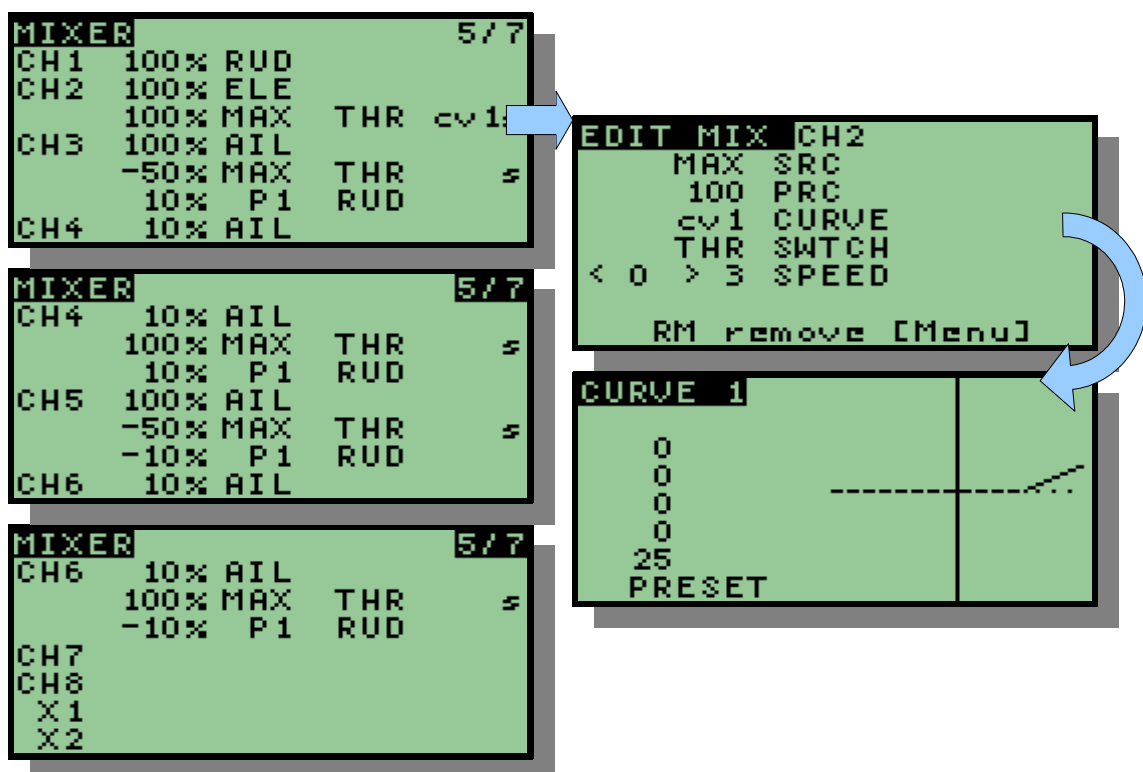 MIXER 5/7
CH1 100% RUD
CH2 100% ELE
100% MAX THR cv1s
CH3 100% AIL
-50% MAX THR s
10% P1 RUD
CH4 10% AIL
MIXER 5/7
CH4 10% AIL
100% MAX THR s
10% P1 RUD
CH5 100% AIL
-50% MAX THR s
-10% P1 RUD
CH6 10% AIL
MIXER 5/7
CH6 10% AIL
100% MAX THR s
-10% P1 RUD
CH7
CH8
X1
X2
EDIT MIX CH2
MAX SRC
100 PRC
cv1 CURVE
THR SWTCH
< 0 > 3 SPEED
RM remove [Menu]
CURVE 1
0
0
0
0
25
PRESET